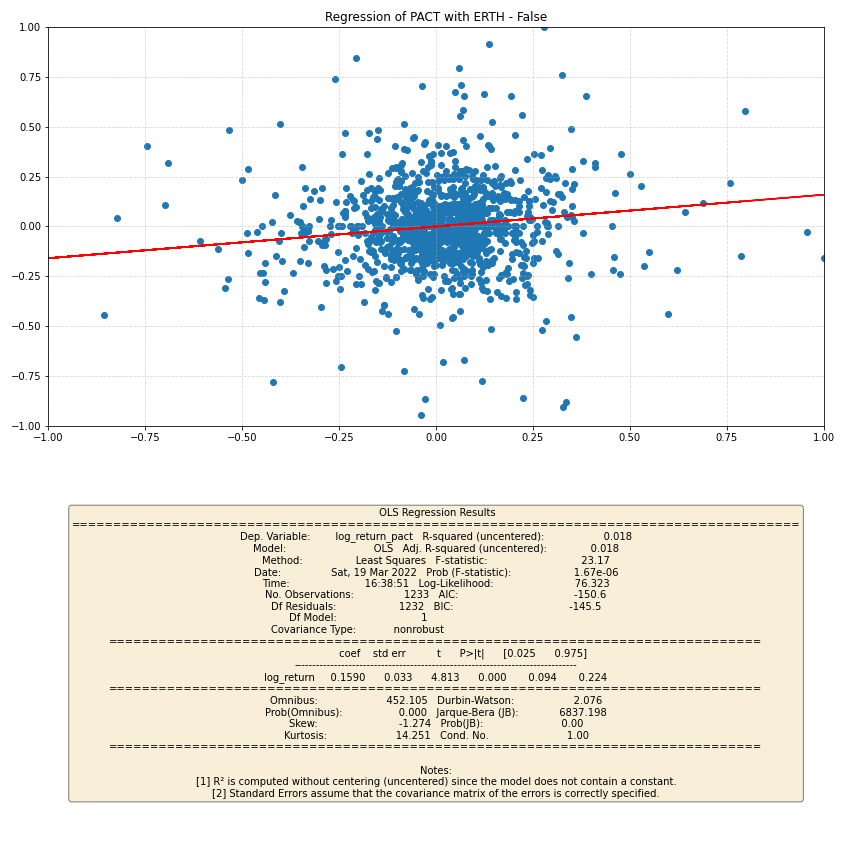 Regression of PACT with ERTH - False
1.00
0.75
0.50
0.25
0.00
−0.25
−0.50
−0.75
−1.00
−1.00 −0.75 −0.50 −0.25 0.00 0.25 0.50 0.75 1.00
OLS Regression Results
==========================================================================================
Dep. Variable: log_return_pact R-squared (uncentered): 0.018
Model: OLS Adj. R-squared (uncentered): 0.018
Method: Least Squares F-statistic: 23.17
Date: Sat, 19 Mar 2022 Prob (F-statistic): 1.67e-06
Time: 16:38:51 Log-Likelihood: 76.323
No. Observations: 1233 AIC: -150.6
Df Residuals: 1232 BIC: -145.5
Df Model: 1
Covariance Type: nonrobust
==============================================================================
coef std err t P>|t| [0.025 0.975]
------------------------------------------------------------------------------
log_return 0.1590 0.033 4.813 0.000 0.094 0.224
==============================================================================
Omnibus: 452.105 Durbin-Watson: 2.076
Prob(Omnibus): 0.000 Jarque-Bera (JB): 6837.198
Skew: -1.274 Prob(JB): 0.00
Kurtosis: 14.251 Cond. No. 1.00
==============================================================================
Notes:
[1] R² is computed without centering (uncentered) since the model does not contain a constant.
[2] Standard Errors assume that the covariance matrix of the errors is correctly specified.